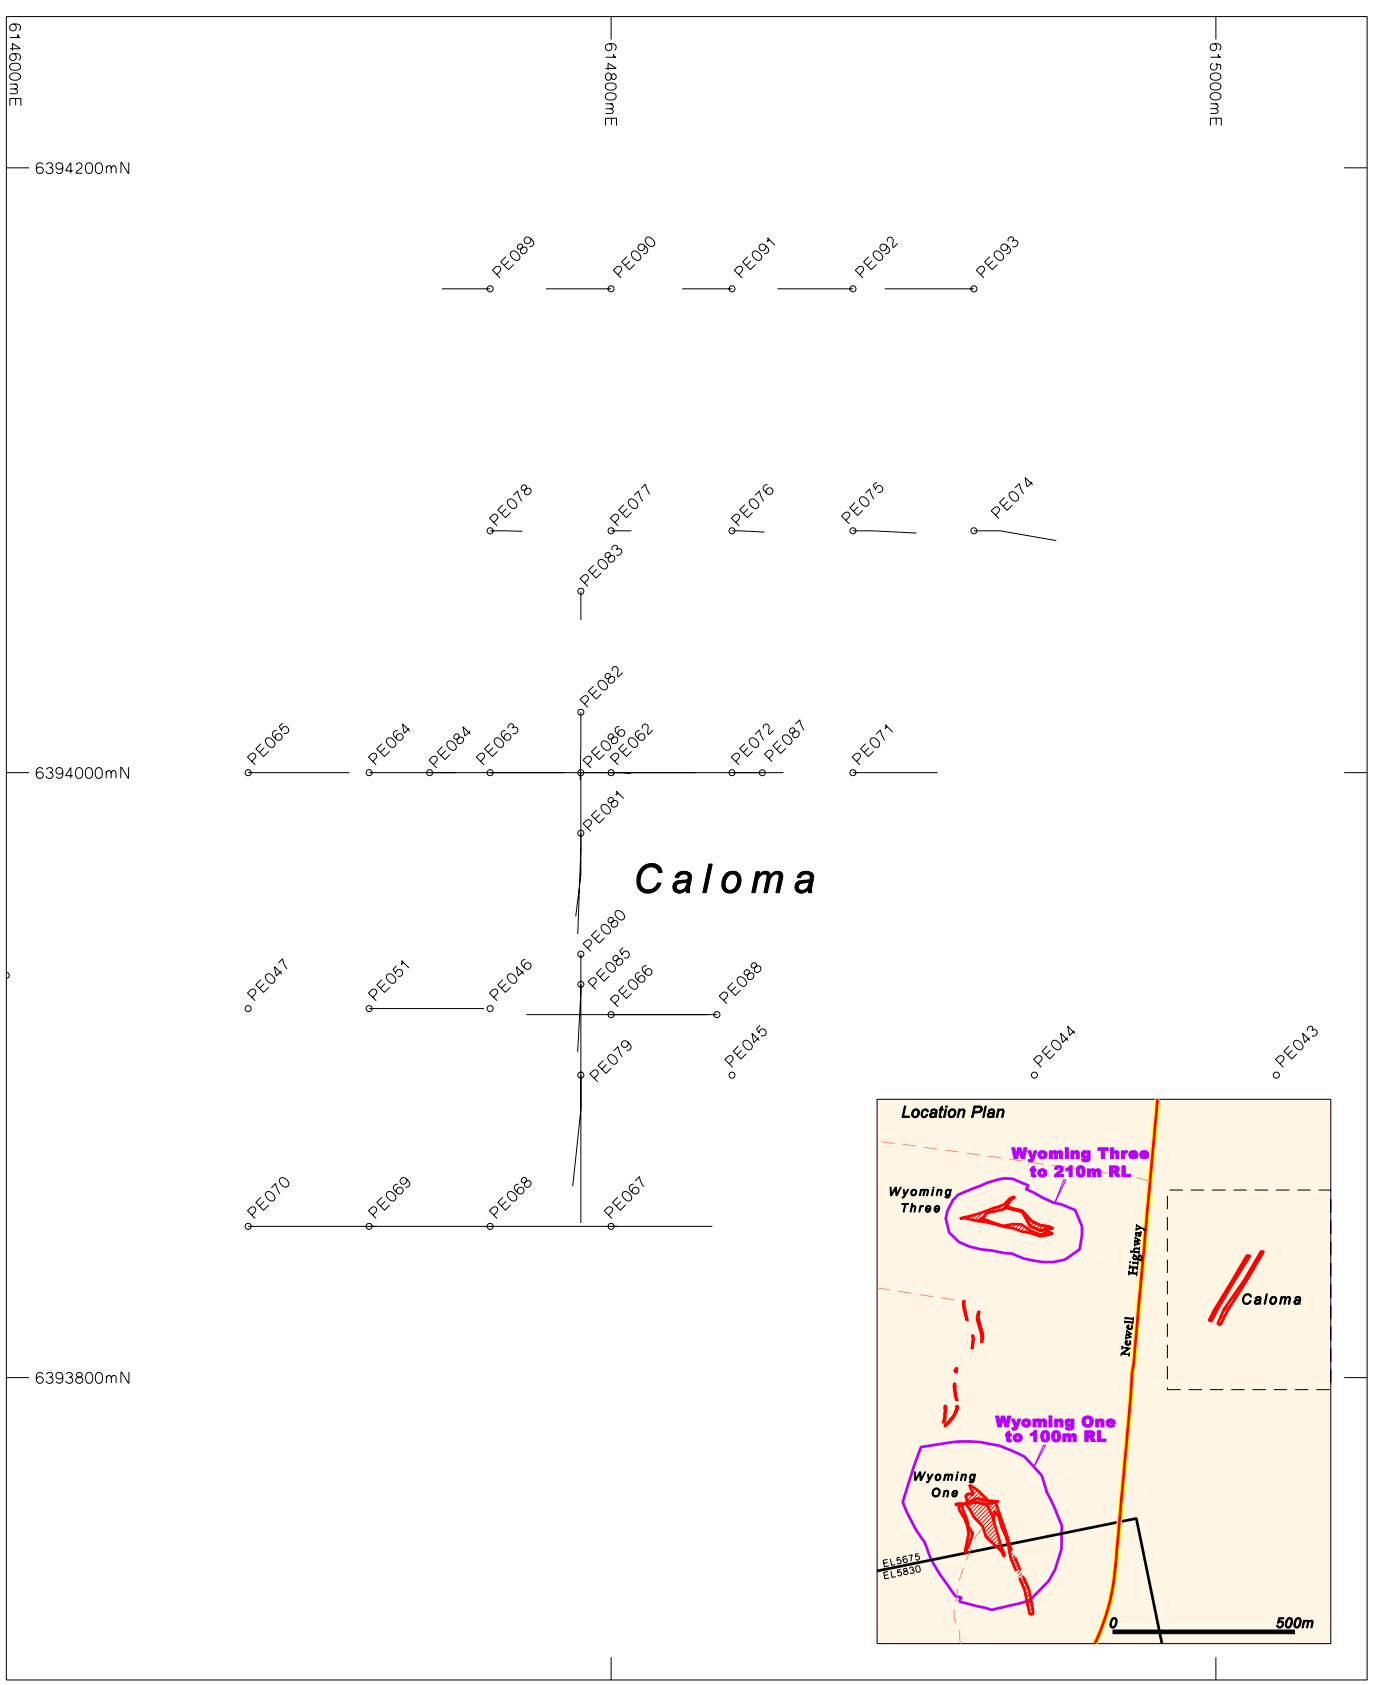 614600mE
614800mE
615000mE
6394200mN
PE089
PE090
PE091
PE092
PE093
PE078
PE077
PE076
PE075
PE074
PE083
PE082
PE065
PE064
PE084
PE063
PE086
PE062
PE072
PE087
PE071
6394000mN
PE081
Caloma
PE080
PE047
PE051
PE046
PE085
PE066
PE088
PE079
PE045
PE044
PE043
PE070
PE069
PE068
PE067
6393800mN
Location Plan
Wyoming Three
to 210m RL
Wyoming
Three
Highway
Newell
Caloma
Wyoming One
to 100m RL
Wyoming
One
EL5675
EL5830
0
500m